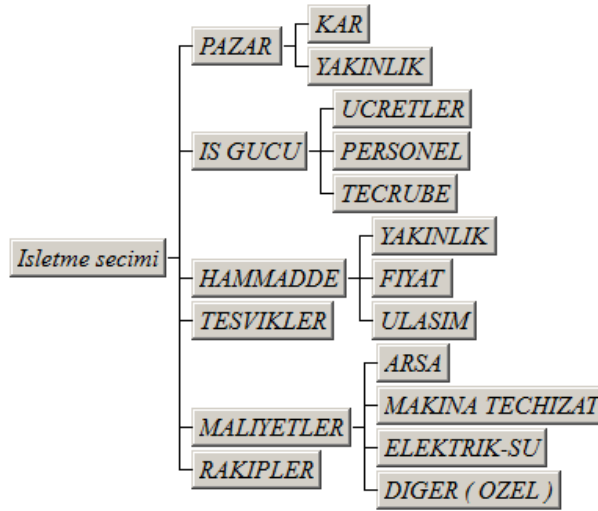 Isletme secimi
PAZAR
KAR
YAKINLIK
IS GUCU
UCRETLER
PERSONEL
TECRUBE
HAMMADDE
YAKINLIK
FIYAT
ULASIM
TESVIKLER
MALIYETLER
ARSA
MAKINA TECHIZAT
ELEKTRIK-SU
DIGER ( OZEL )
RAKIPLER